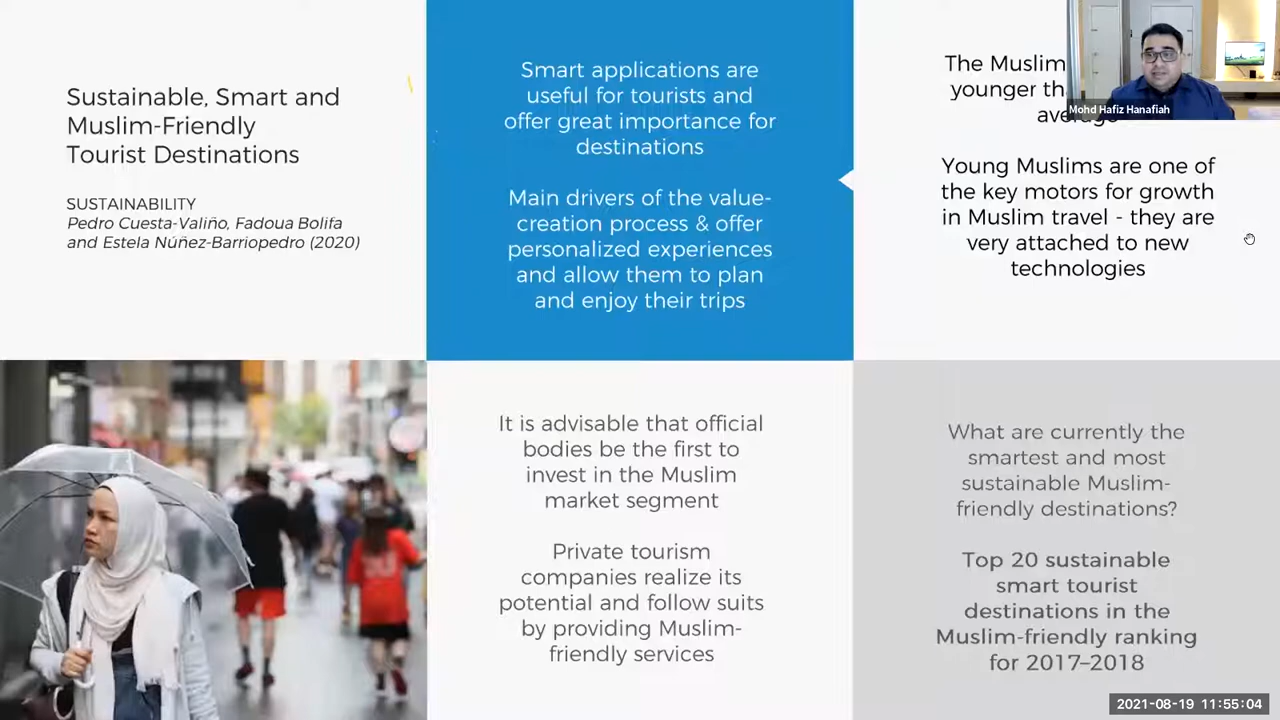 Sustainable, Smart and
Muslim-Friendly
Tourist Destinations
SUSTAINABILITY
Pedro Cuesta-Valiño, Fadoua Bolifa
and Estela Núñez-Barriopedro (2020)
Smart applications are
useful for tourists and
offer great importance for
destinations
Main drivers of the value-
creation process & offer
personalized experiences
and allow them to plan
and enjoy their trips
The Muslim
younger
Mohd Hafiz Hanafiah
Young Muslims are one of
the key motors for growth
in Muslim travel - they are
very attached to new
technologies
It is advisable that official
bodies be the first to
invest in the Muslim
market segment
Private tourism
companies realize its
potential and follow suits
by providing Muslim-
friendly services
What are currently the
smartest and most
sustainable Muslim-
friendly destinations?
Top 20 sustainable
smart tourist
destinations in the
Muslim-friendly ranking
for 2017–2018
2021-08-19 11:55:04